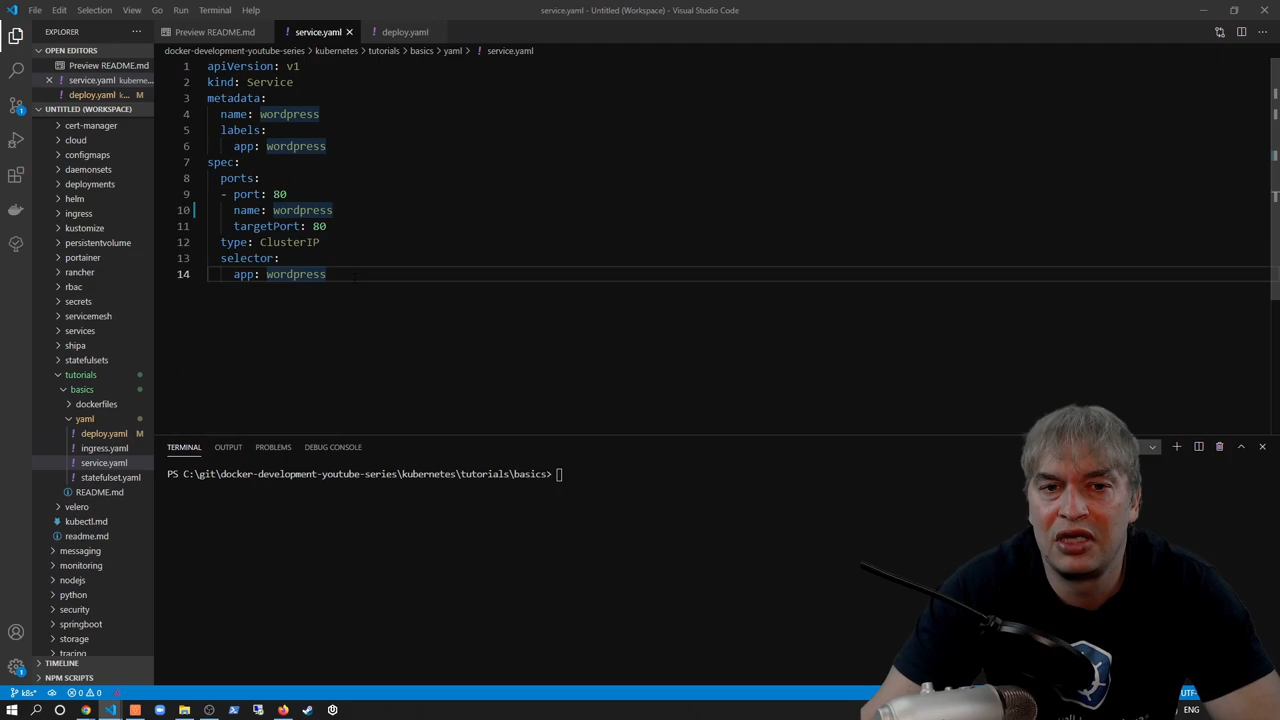 File Edit Selection View Go Run Terminal Help
service.yaml - Untitled (Workspace) - Visual Studio Code
EXPLORER
Preview README.md
service.yaml
deploy.yaml
OPEN EDITORS
Preview README.md
service.yaml kuberne...
deploy.yaml k... M
UNTITLED (WORKSPACE)
cert-manager
cloud
configmaps
daemonsets
deployments
helm
ingress
kustomize
persistentvolume
portainer
rancher
rbac
secrets
servicemesh
services
shipa
statefulsets
tutorials
basics
dockerfiles
yaml
deploy.yaml M
ingress.yaml
service.yaml
statefulset.yaml
README.md
velero
kubectl.md
readme.md
messaging
monitoring
nodejs
python
security
springboot
storage
tracing
TIMELINE
NPM SCRIPTS
docker-development-youtube-series > kubernetes > tutorials > basics > yaml > service.yaml
1 apiVersion: v1
2 kind: Service
3 metadata:
4 name: wordpress
5 labels:
6 app: wordpress
7 spec:
8 ports:
9 - port: 80
10 name: wordpress
11 targetPort: 80
12 type: ClusterIP
13 selector:
14 app: wordpress
TERMINAL OUTPUT PROBLEMS DEBUG CONSOLE
PS C:\git\docker-development-youtube-series\kubernetes\tutorials\basics>
k8s* 0 0
UTF-
ENG